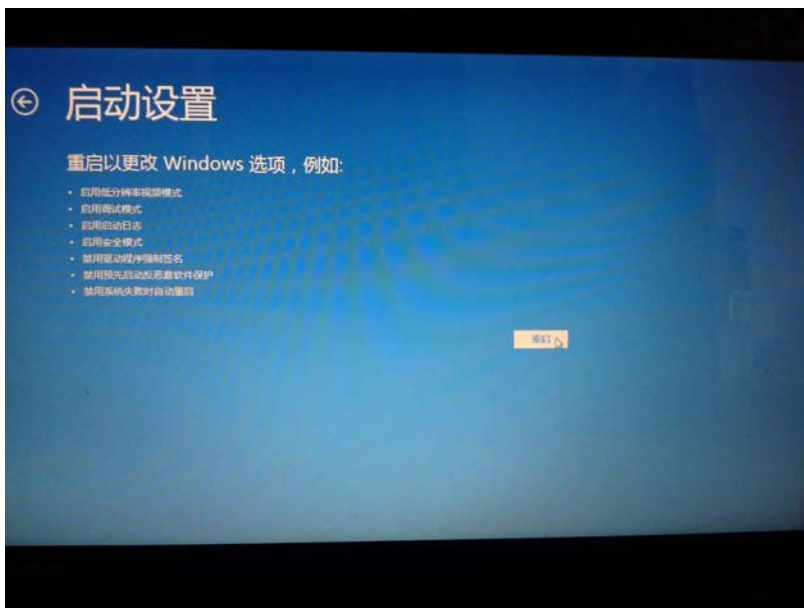 启动设置
重启以更改 Windows 选项，例如:
• 启用低分辨率视频模式
• 启用调试模式
• 启用启动日志
• 启用安全模式
• 禁用驱动程序强制签名
• 禁用预先启动反恶意软件保护
• 禁用系统失败时自动重启
重启